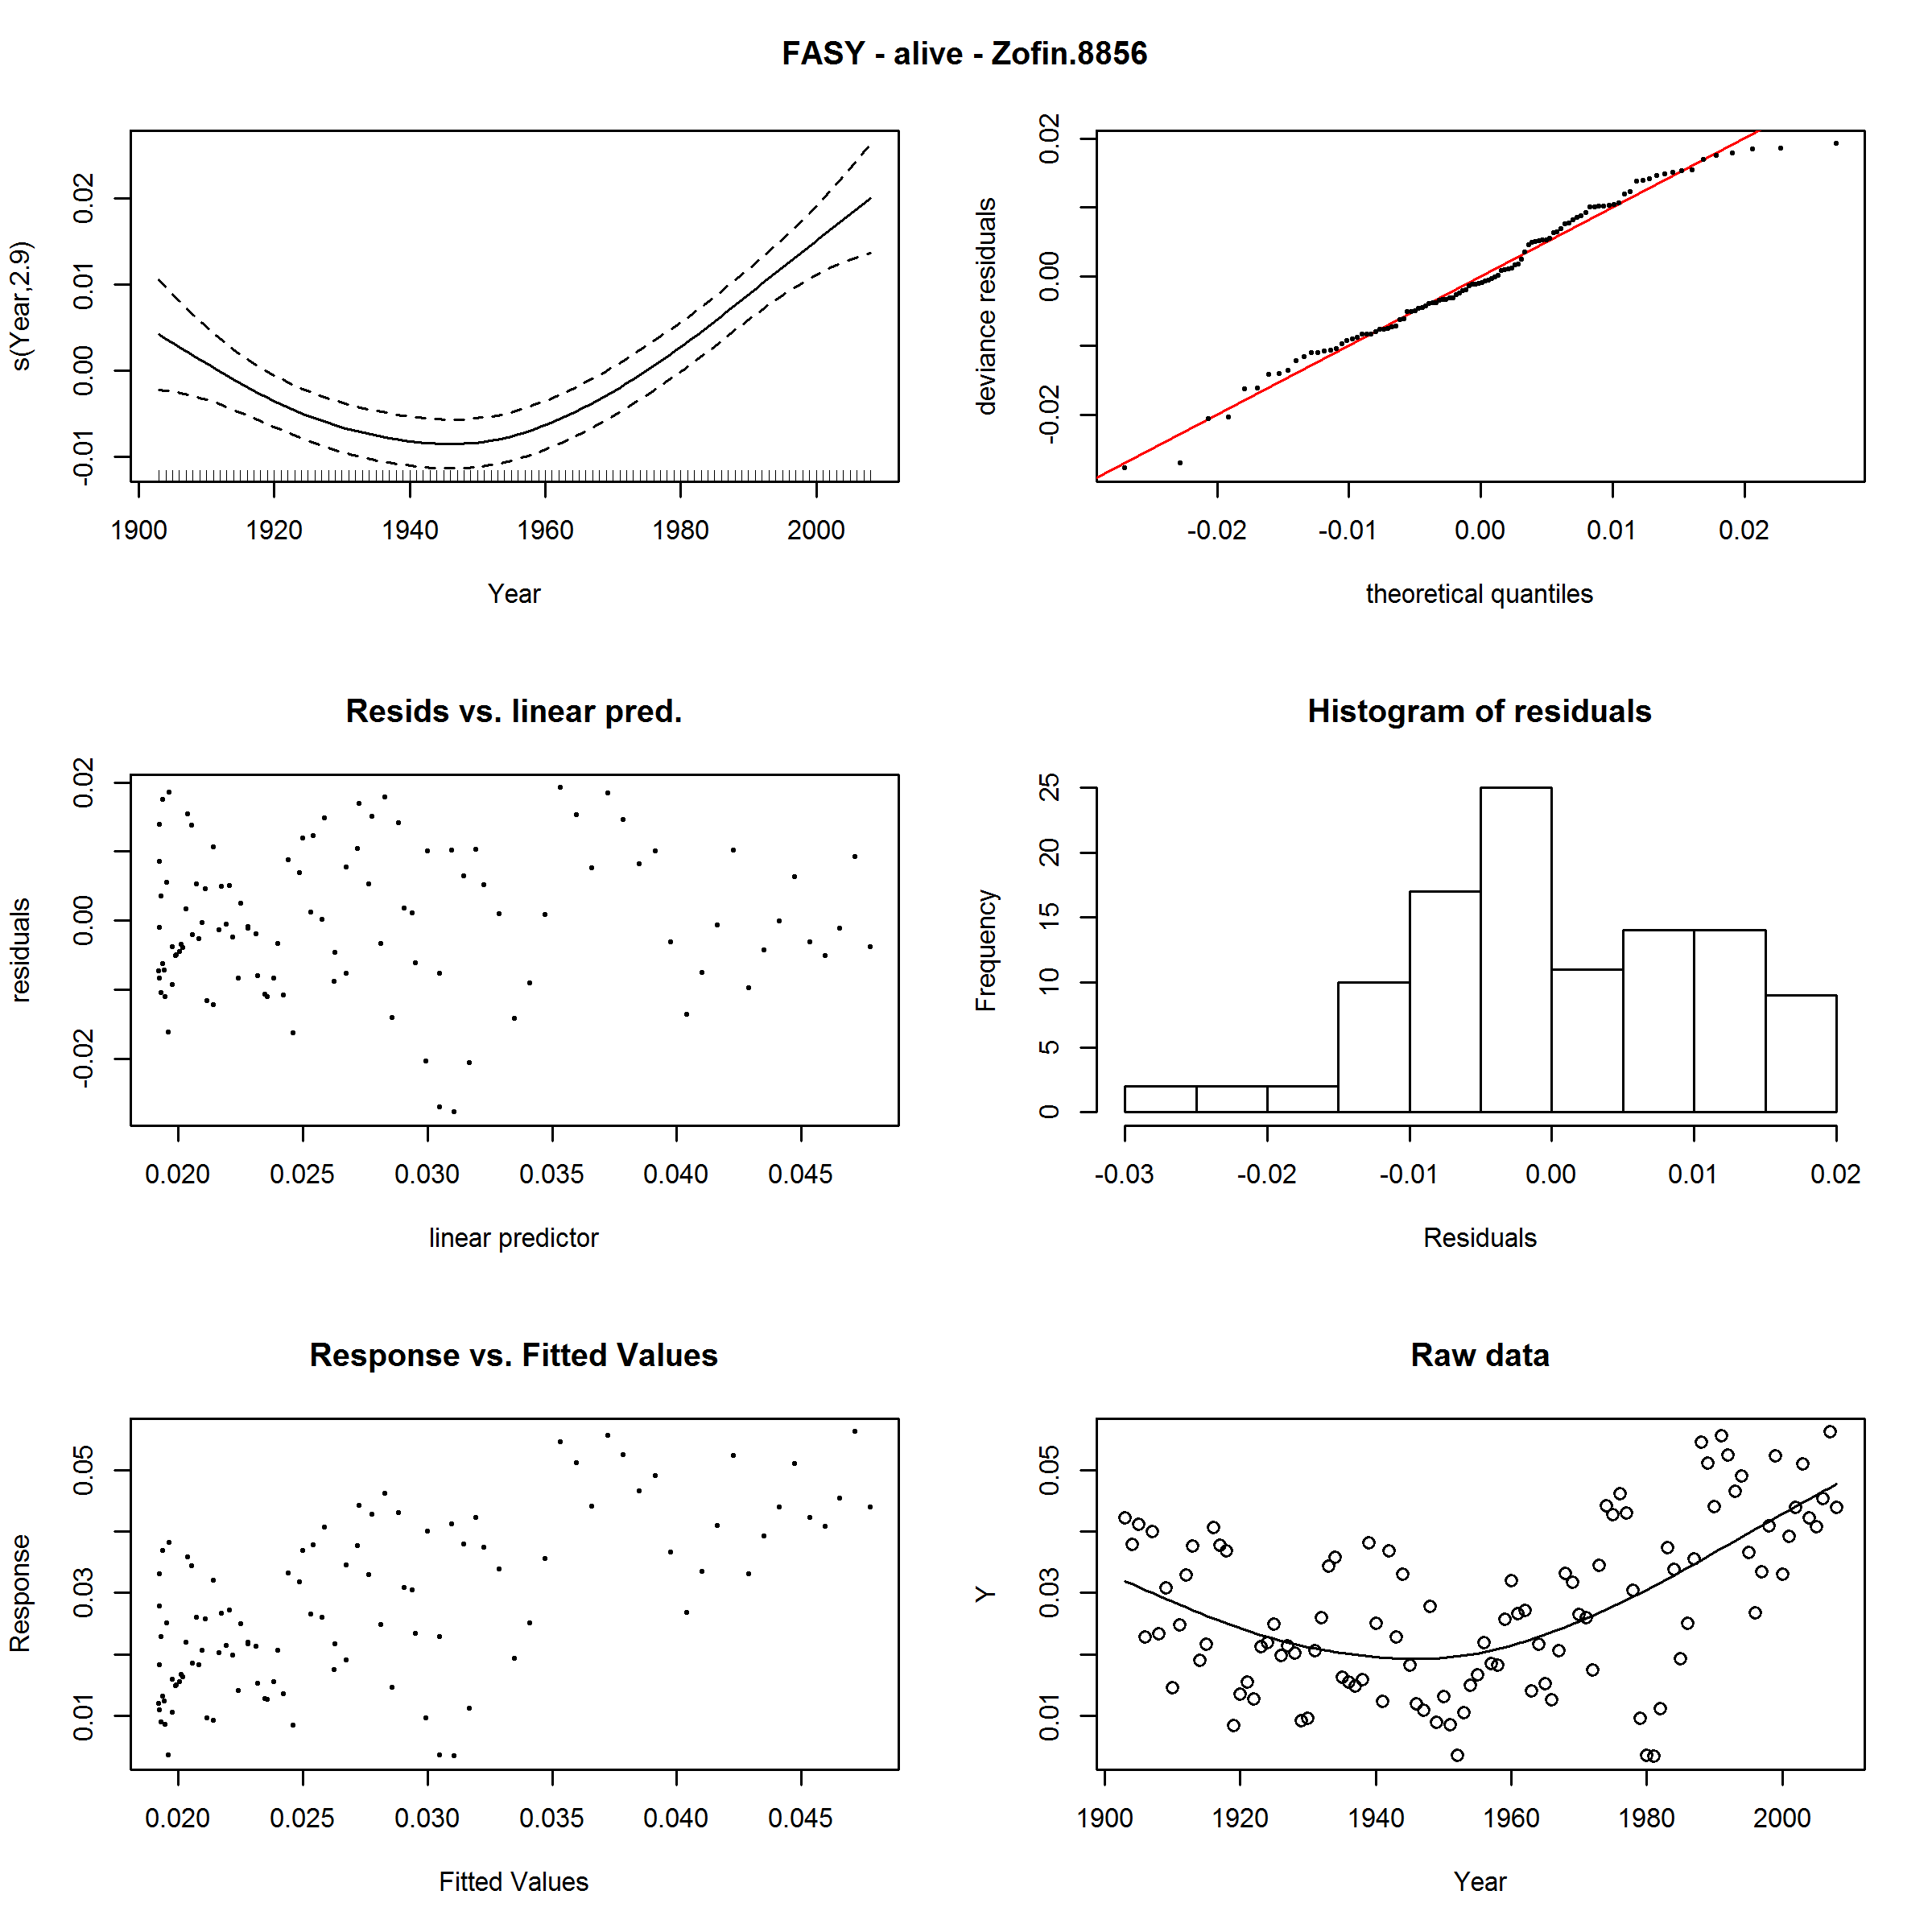 FASY - alive - Zofin.8856
s(Year,2.9)
-0.01 0.00 0.01 0.02
1900 1920 1940 1960 1980 2000
Year
deviance residuals
-0.02 0.00 0.02
-0.02 -0.01 0.00 0.01 0.02
theoretical quantiles
Resids vs. linear pred.
residuals
-0.02 0.00 0.02
0.020 0.025 0.030 0.035 0.040 0.045
linear predictor
Histogram of residuals
Frequency
0 5 10 15 20 25
-0.03 -0.02 -0.01 0.00 0.01 0.02
Residuals
Response vs. Fitted Values
Response
0.01 0.03 0.05
0.020 0.025 0.030 0.035 0.040 0.045
Fitted Values
Raw data
Y
0.01 0.03 0.05
1900 1920 1940 1960 1980 2000
Year